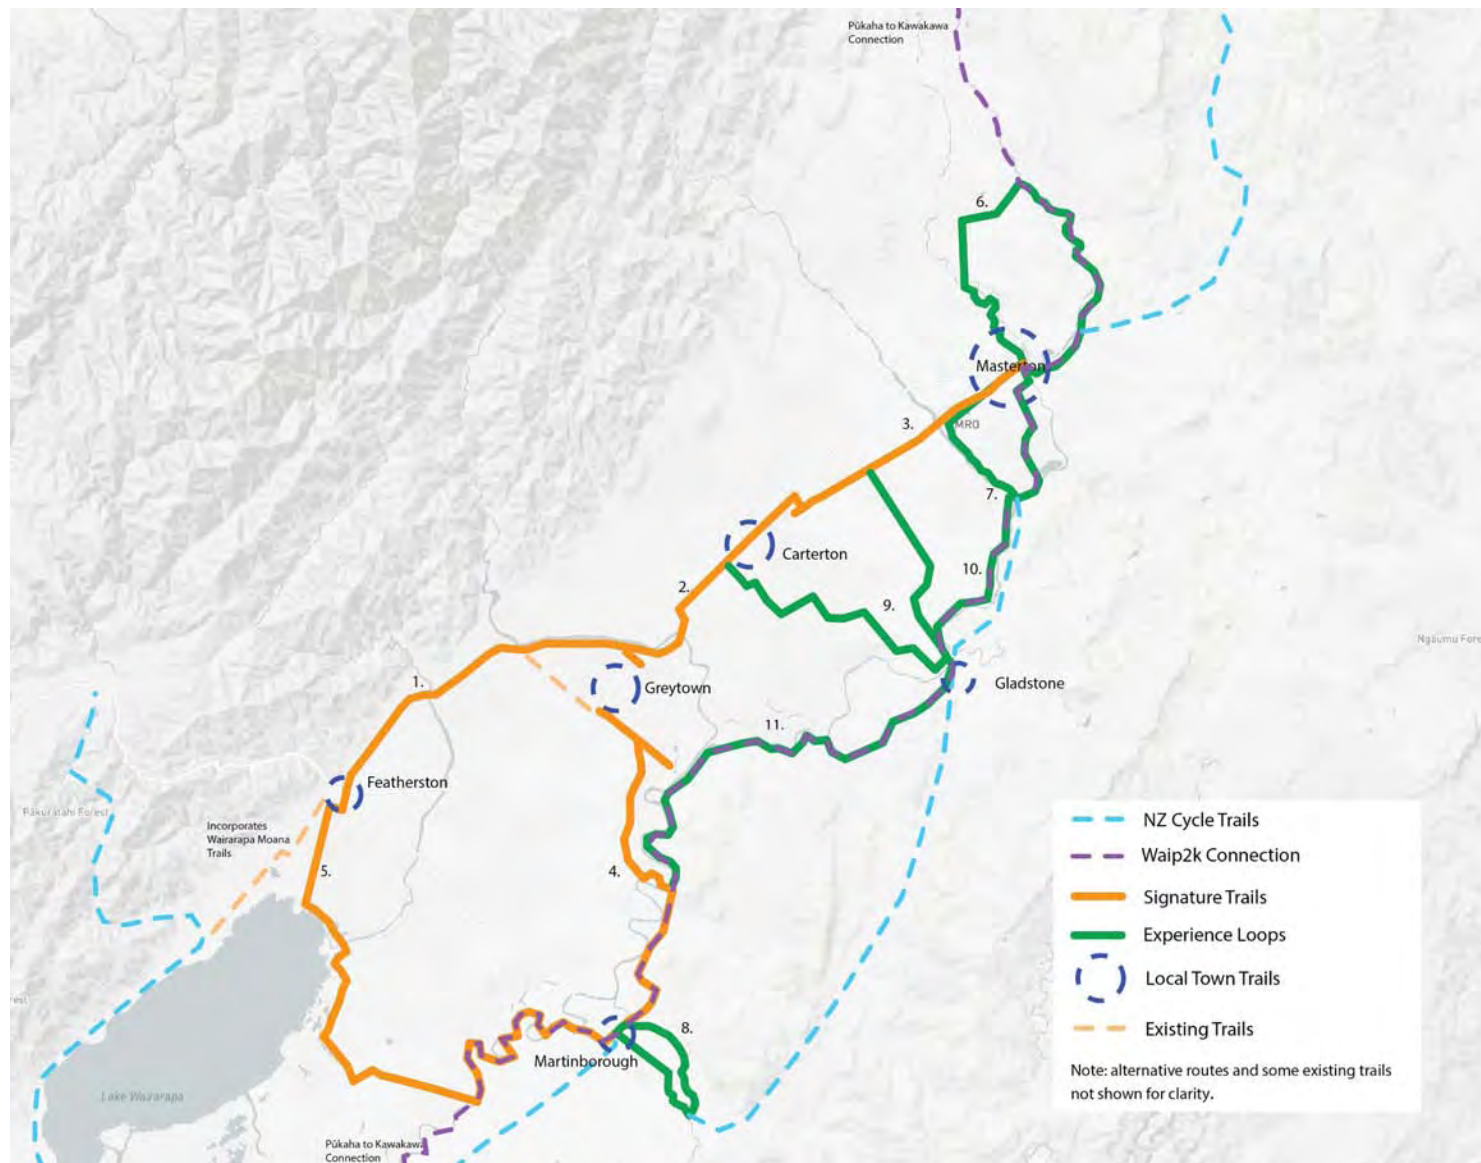 Pūkaha to Kawakawa
Connection
6.
Masterton
3.
MRO
7.
Carterton
10.
2.
9.
Ngaumu Fore
1.
Greytown
Gladstone
11.
Featherston
Pakuratahi Forest
Incorporates
Wairarapa Moana
Trails
5.
4.
rest
8.
Martinborough
Lake Wairarapa
Pūkaha to Kawakawa
Connection
NZ Cycle Trails
Waip2k Connection
Signature Trails
Experience Loops
Local Town Trails
Existing Trails
Note: alternative routes and some existing trails
not shown for clarity.